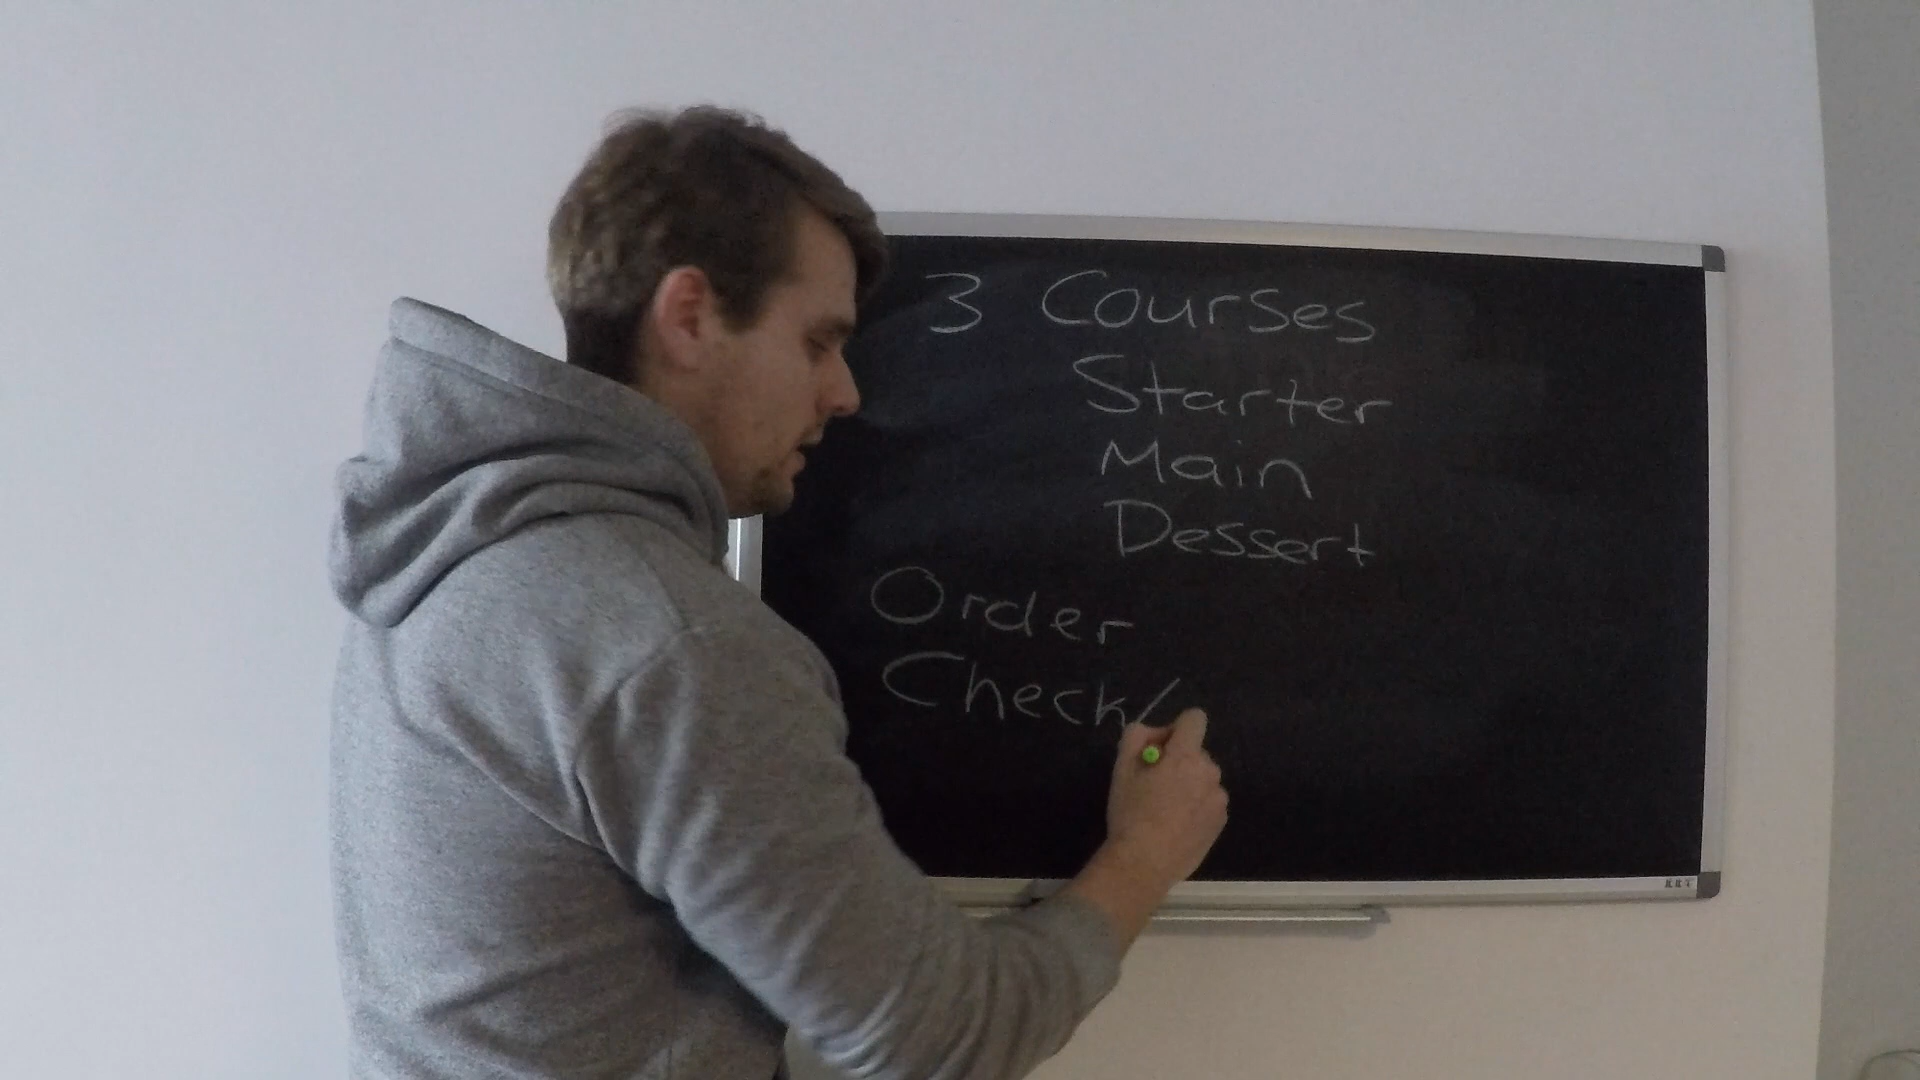 3 Courses
Starter
Main
Dessert
Order
Check/